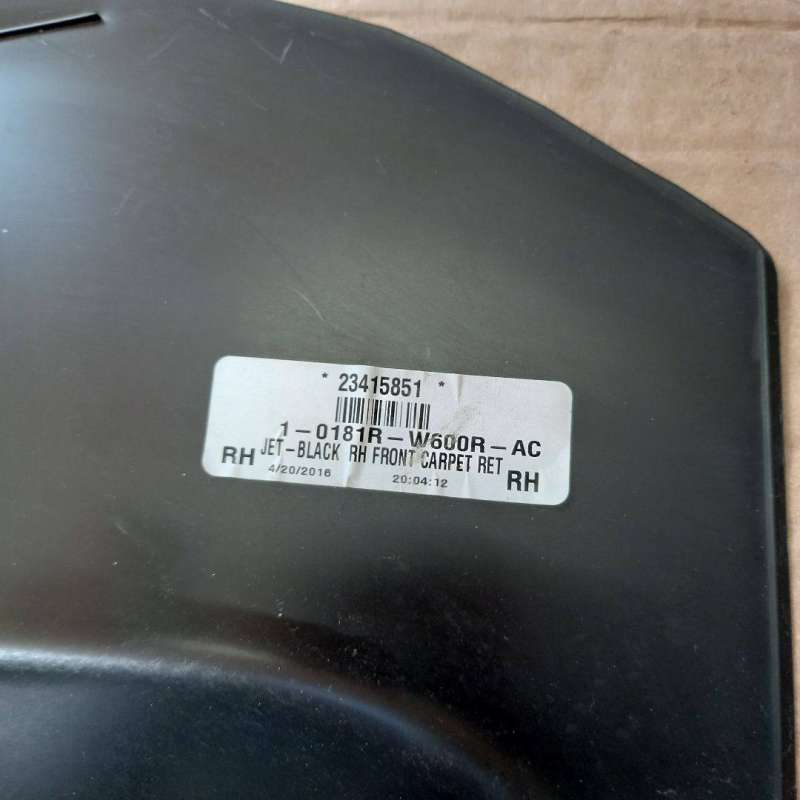 * 23415851 *
1-0181R-W600R-AC
RH JET-BLACK RH FRONT CARPET RET RH
4/20/2016 20:04:12